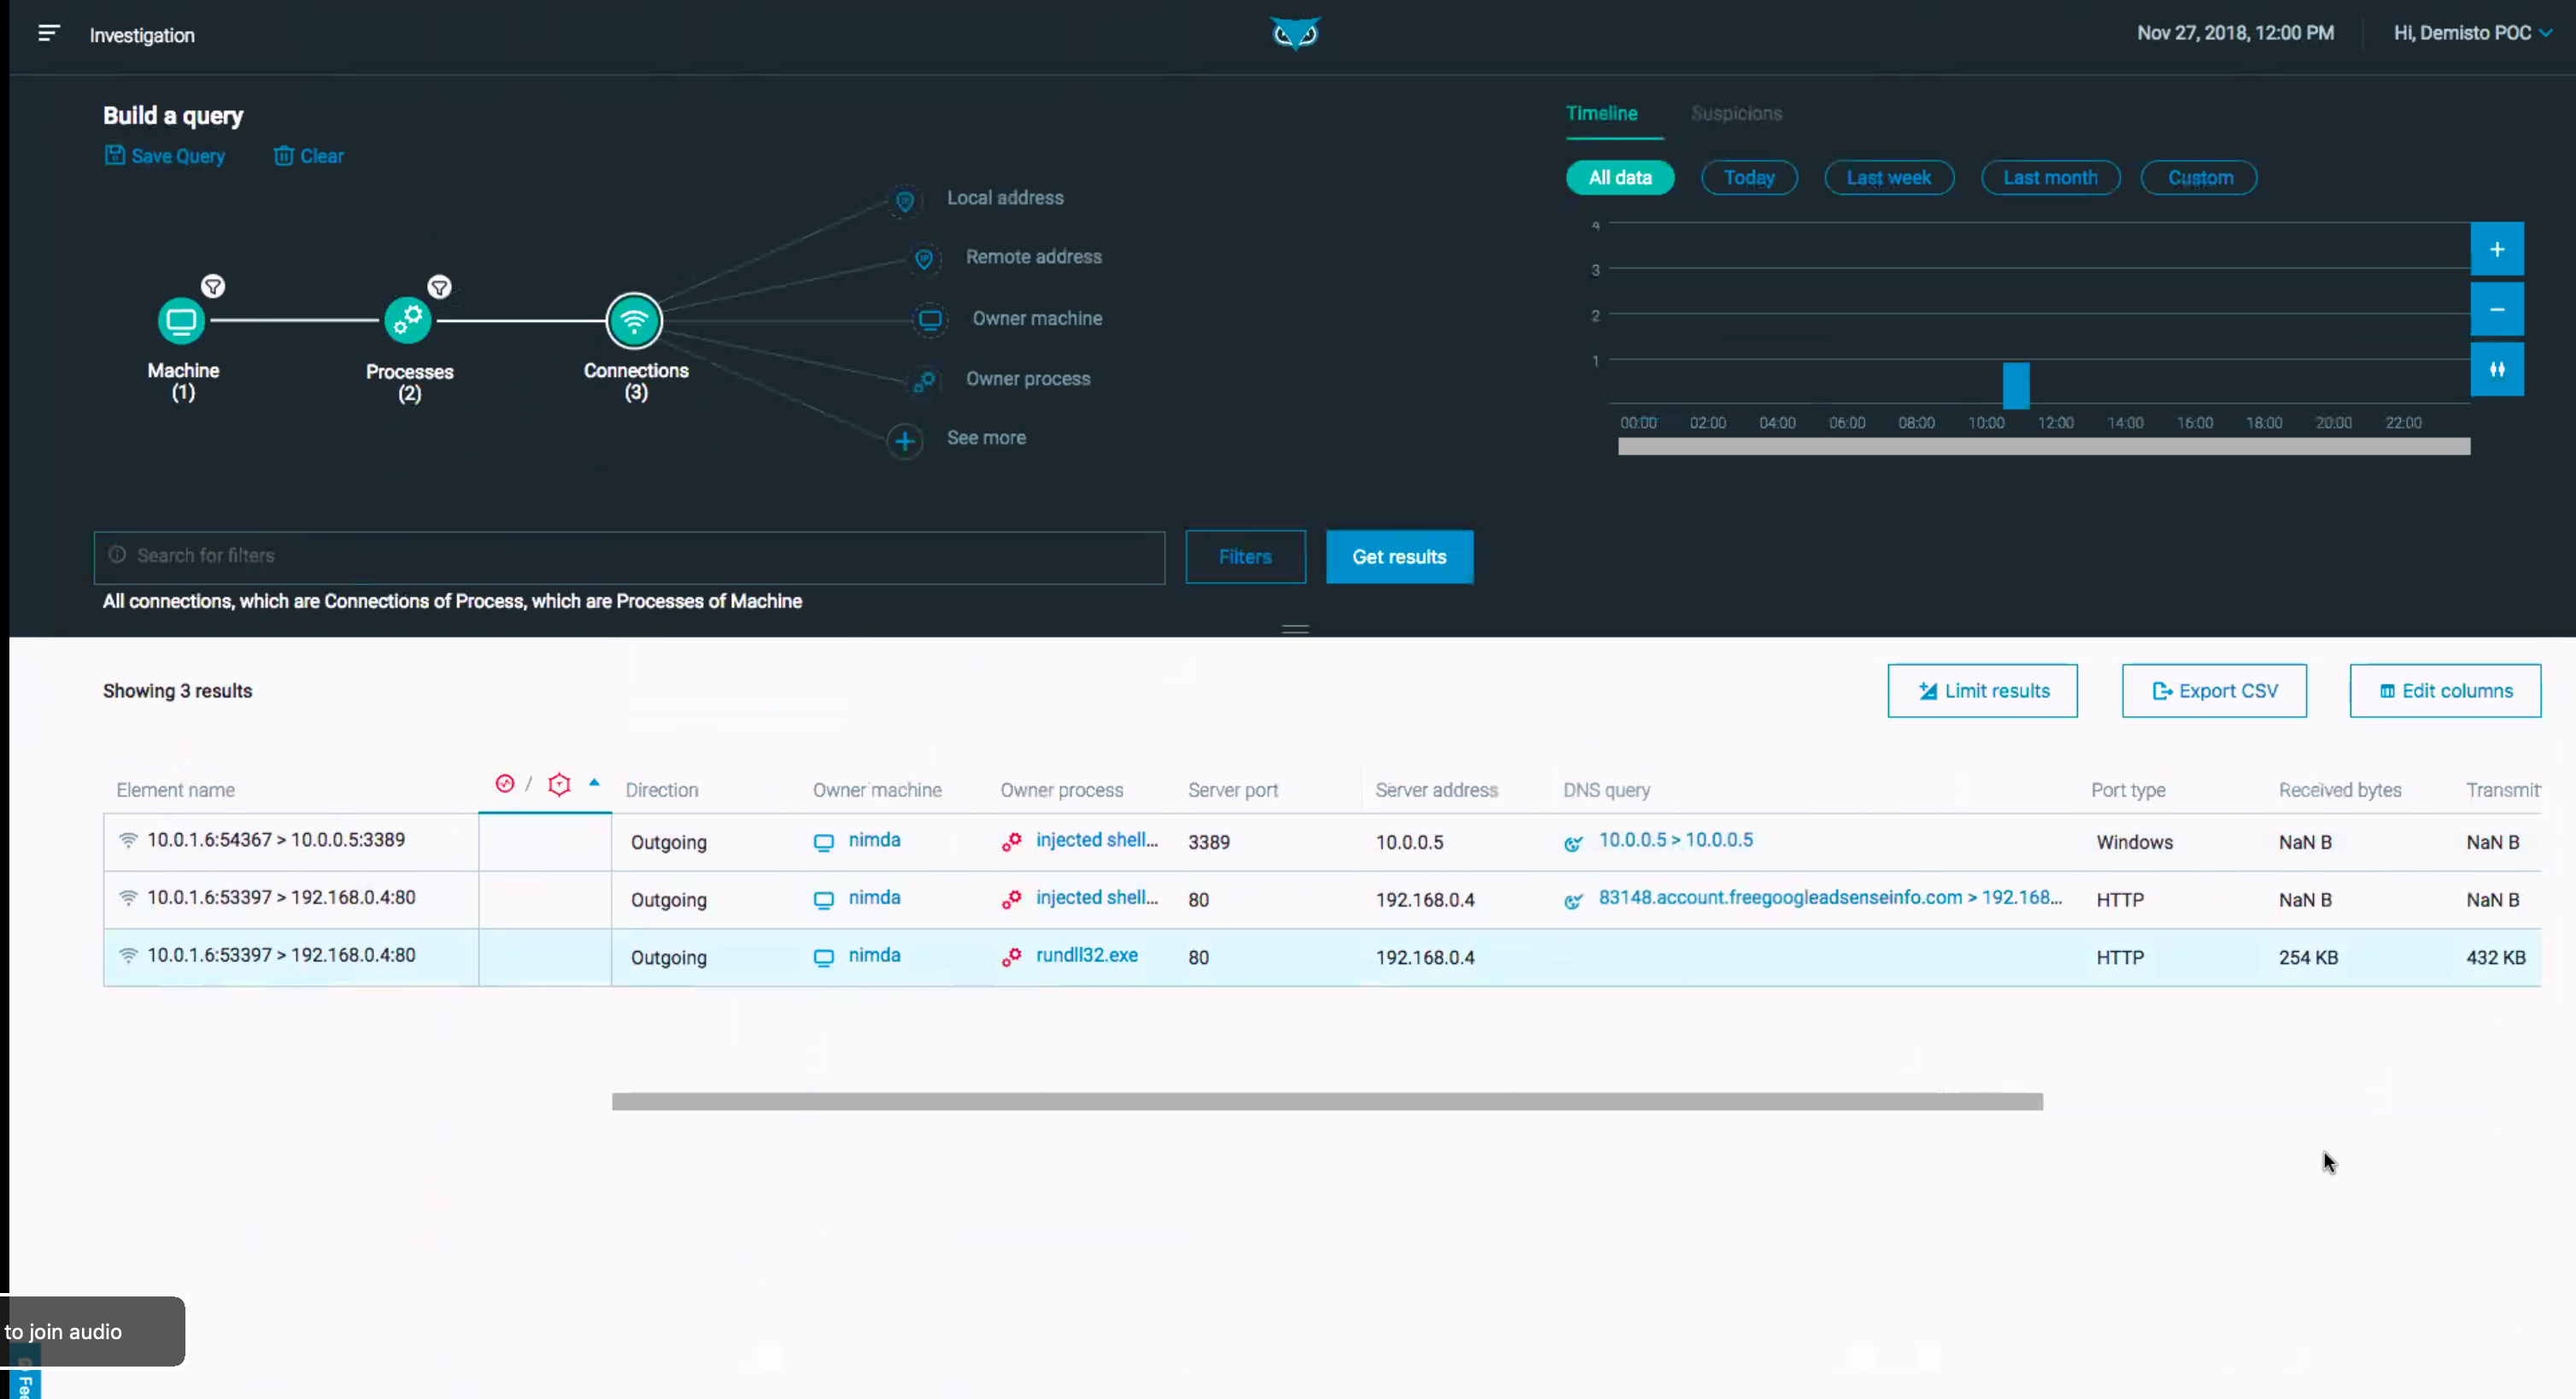 Investigation
Nov 27, 2018, 12:00 PM
Hi, Demisto POC
Build a query
Save Query
Clear
Timeline
Suspicions
All data
Today
Last week
Last month
Custom
Local address
Remote address
Owner machine
Owner process
See more
Machine
(1)
Processes
(2)
Connections
(3)
4
3
2
1
00:00 02:00 04:00 06:00 08:00 10:00 12:00 14:00 16:00 18:00 20:00 22:00
Search for filters
Filters
Get results
All connections, which are Connections of Process, which are Processes of Machine
Showing 3 results
Limit results
Export CSV
Edit columns
Element name / Direction Owner machine Owner process Server port Server address DNS query Port type Received bytes Transmit
10.0.1.6:54367 > 10.0.0.5:3389 Outgoing nimda injected shell... 3389 10.0.0.5 10.0.0.5 > 10.0.0.5 Windows NaN B NaN B
10.0.1.6:53397 > 192.168.0.4:80 Outgoing nimda injected shell... 80 192.168.0.4 83148.account.freegoogleadsenseinfo.com > 192.168... HTTP NaN B NaN B
10.0.1.6:53397 > 192.168.0.4:80 Outgoing nimda rundll32.exe 80 192.168.0.4 HTTP 254 KB 432 KB
to join audio
Fee